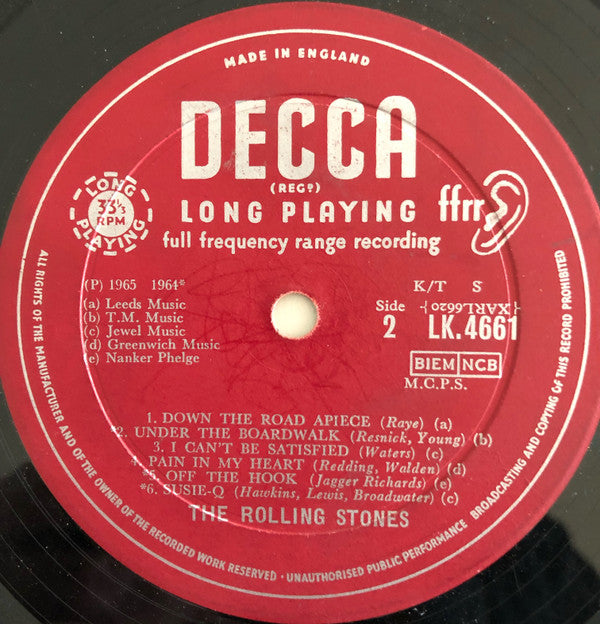 MADE IN ENGLAND
DECCA
(REGD)
LONG PLAYING
33⅓
RPM
LONG PLAYING ffrr
full frequency range recording
(P) 1965 1964*
(a) Leeds Music
(b) T.M. Music
(c) Jewel Music
(d) Greenwich Music
(e) Nanker Phelge
K/T S
Side
2
XARL6620
LK.4661
BIEM NCB
M.C.P.S.
1. DOWN THE ROAD APIECE (Raye) (a)
*2. UNDER THE BOARDWALK (Resnick, Young) (b)
3. I CAN'T BE SATISFIED (Waters) (c)
4. PAIN IN MY HEART (Redding, Walden) (d)
*5. OFF THE HOOK (Jagger Richards) (e)
*6. SUSIE-Q (Hawkins, Lewis, Broadwater) (c)
THE ROLLING STONES
ALL RIGHTS OF THE MANUFACTURER AND OF THE OWNER OF THE RECORDED WORK RESERVED · UNAUTHORISED PUBLIC PERFORMANCE BROADCASTING AND COPYING OF THIS RECORD PROHIBITED